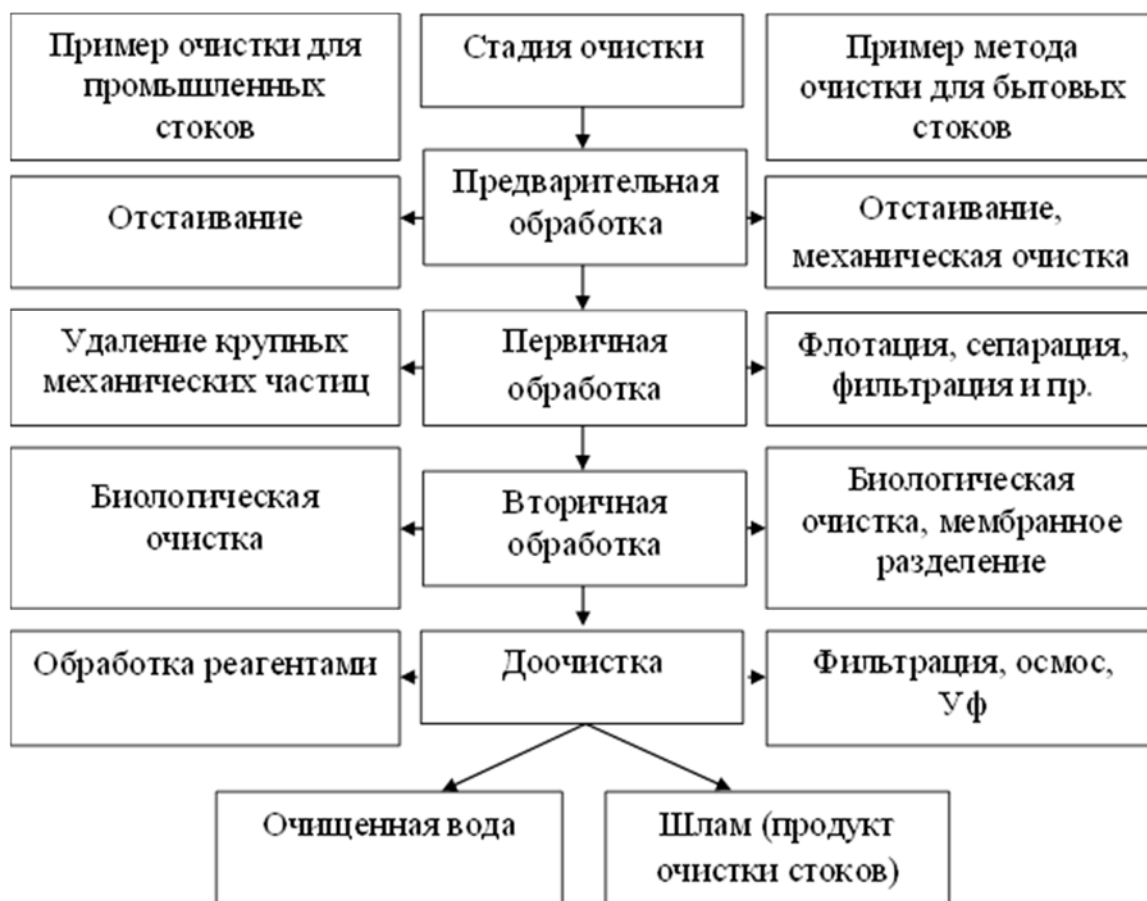 Пример очистки для
промышленных
стоков
Стадия очистки
Пример метода
очистки для бытовых
стоков
Отстаивание
Предварительная
обработка
Отстаивание,
механическая очистка
Удаление крупных
механических частиц
Первичная
обработка
Флотация, сепарация,
фильтрация и пр.
Биологическая
очистка
Вторичная
обработка
Биологическая
очистка, мембранное
разделение
Обработка реагентами
Доочистка
Фильтрация, осмос,
Уф
Очищенная вода
Шлам (продукт
очистки стоков)